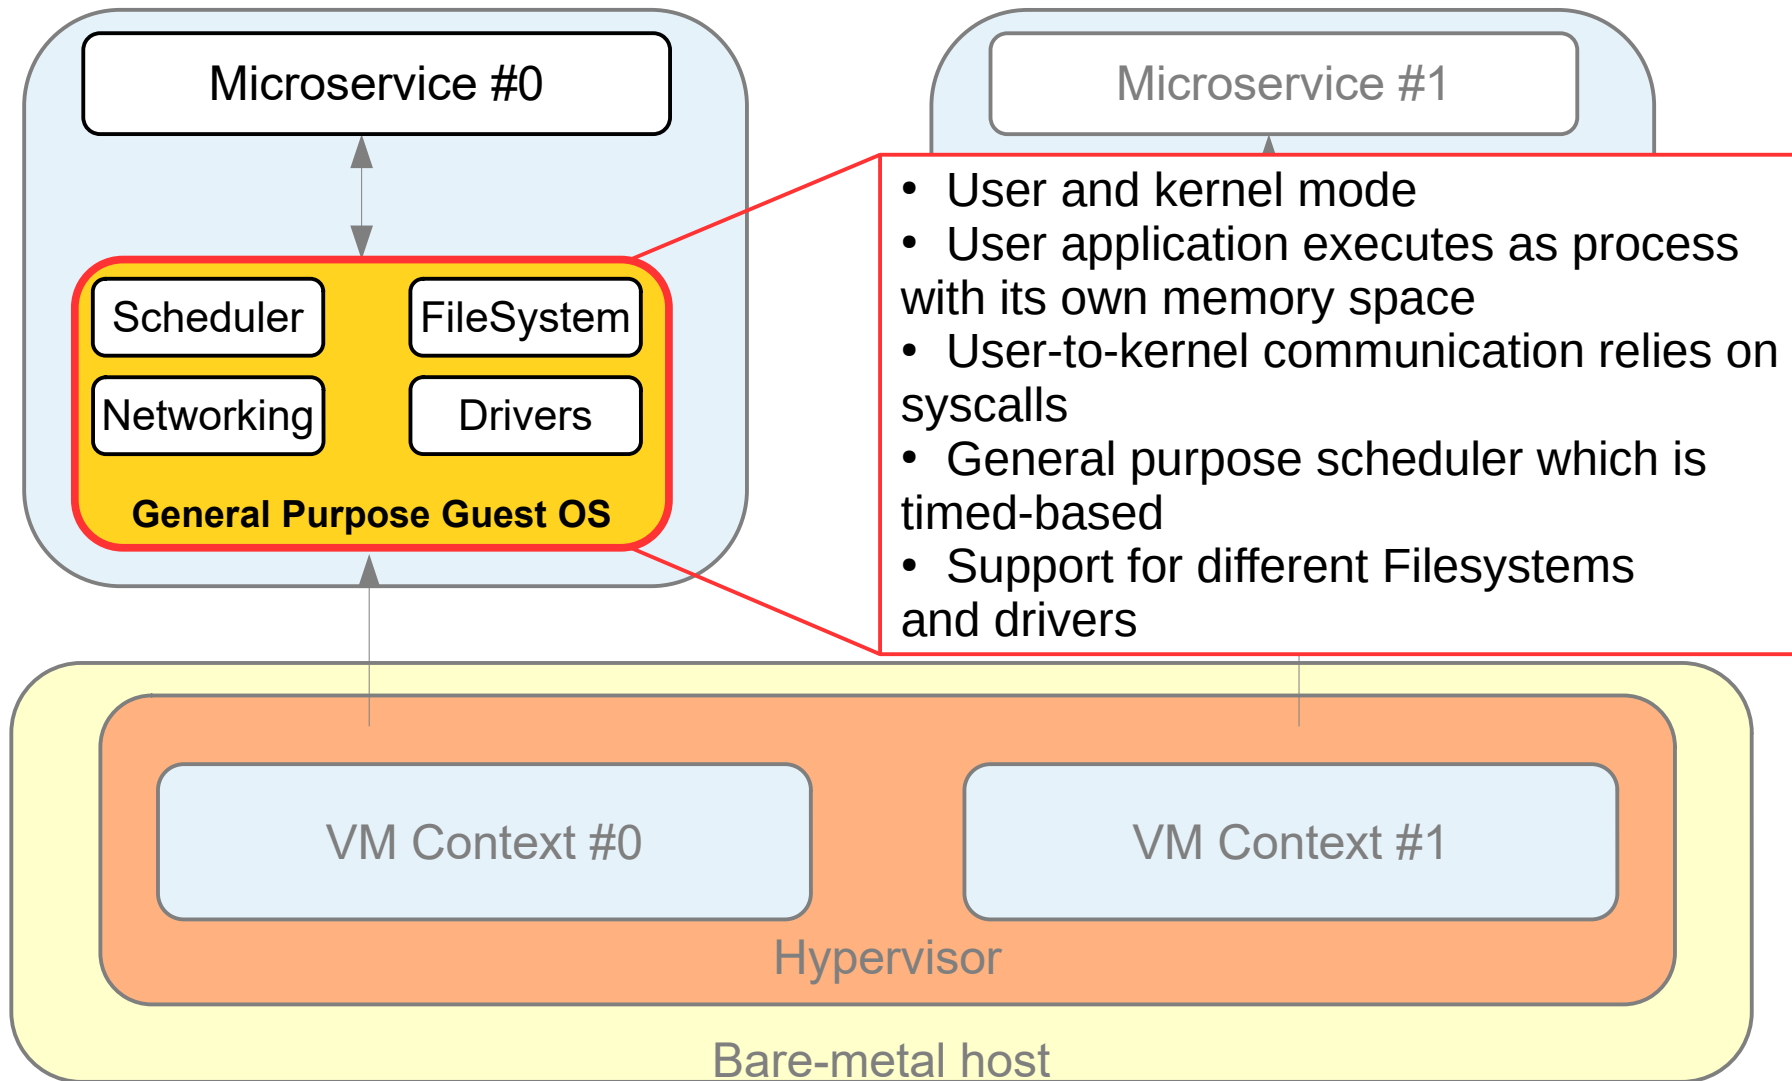 Microservice #0
Microservice #1
• User and kernel mode
• User application executes as process
with its own memory space
• User-to-kernel communication relies on
syscalls
• General purpose scheduler which is
timed-based
• Support for different Filesystems
and drivers
Scheduler
FileSystem
Networking
Drivers
General Purpose Guest OS
VM Context #0
VM Context #1
Hypervisor
Bare-metal host